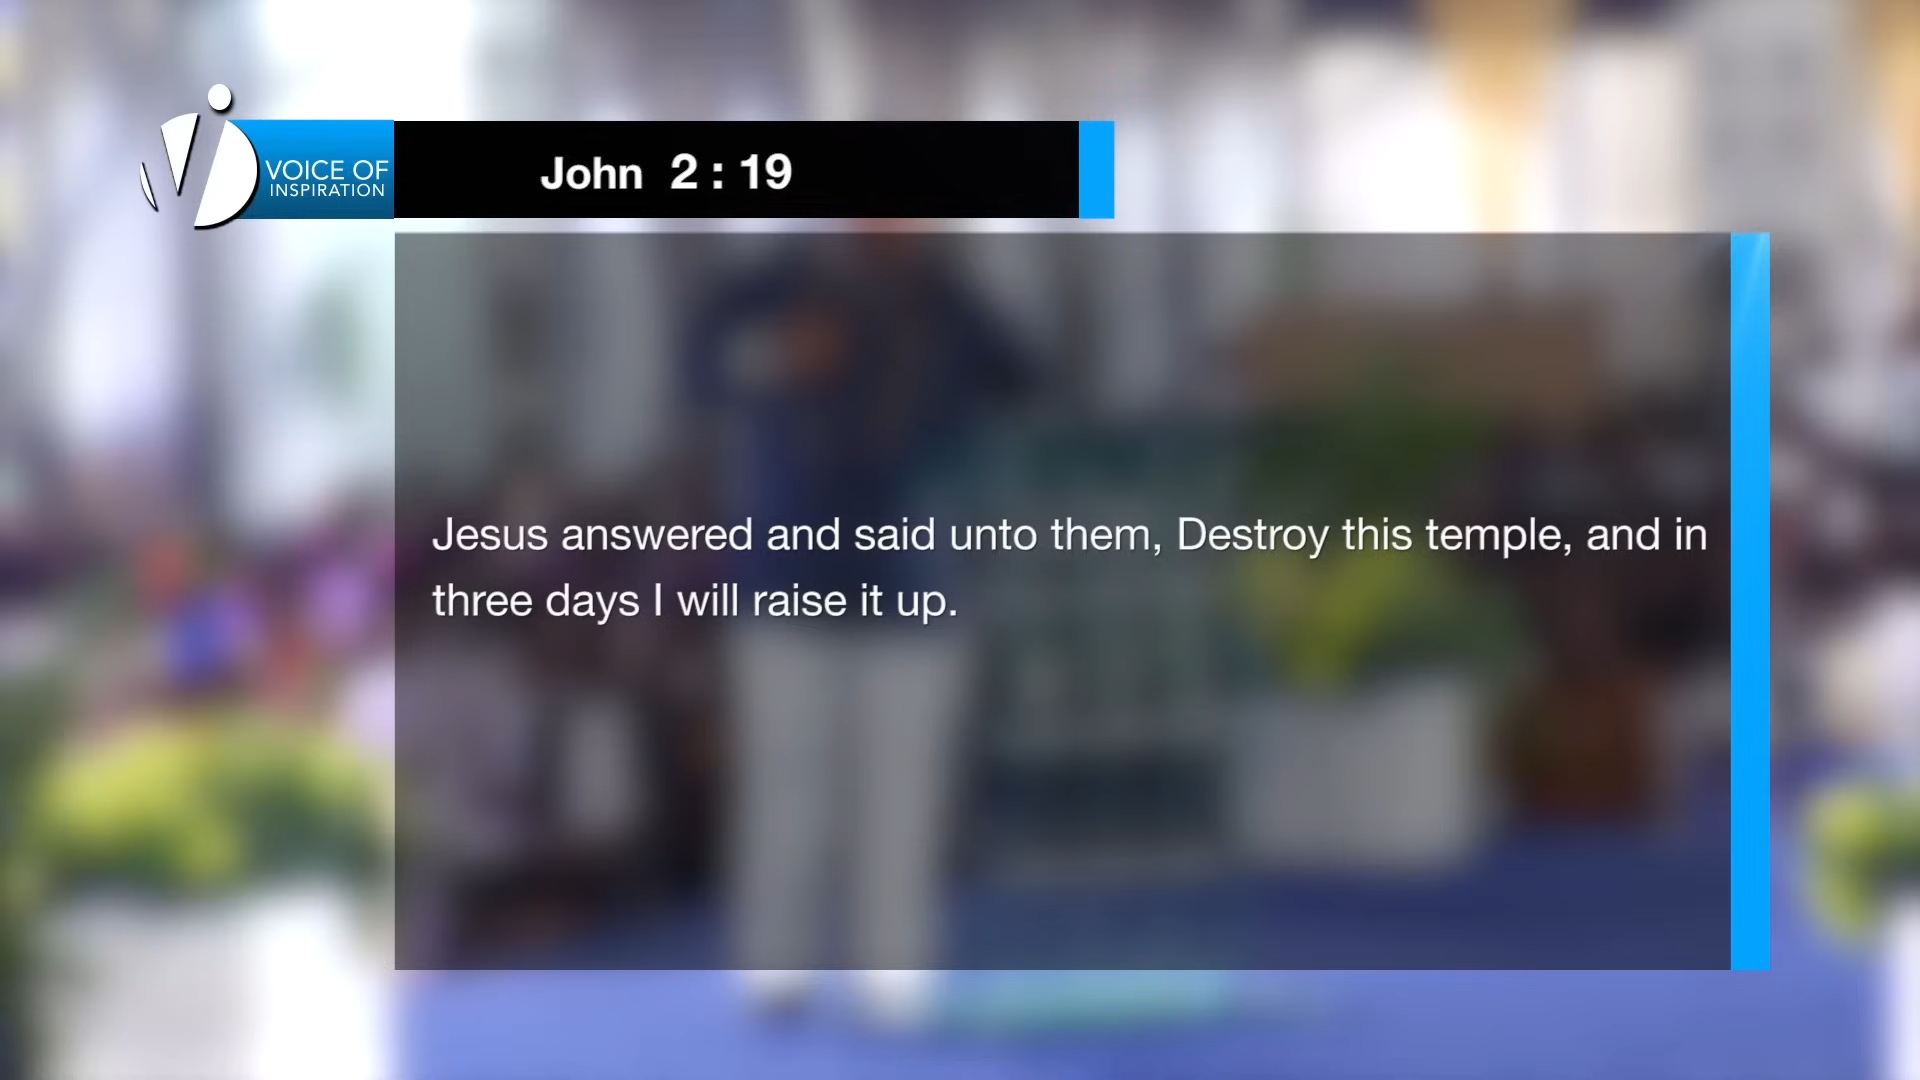 VOICE OF
INSPIRATION
John 2 : 19
Jesus answered and said unto them, Destroy this temple, and in
three days I will raise it up.